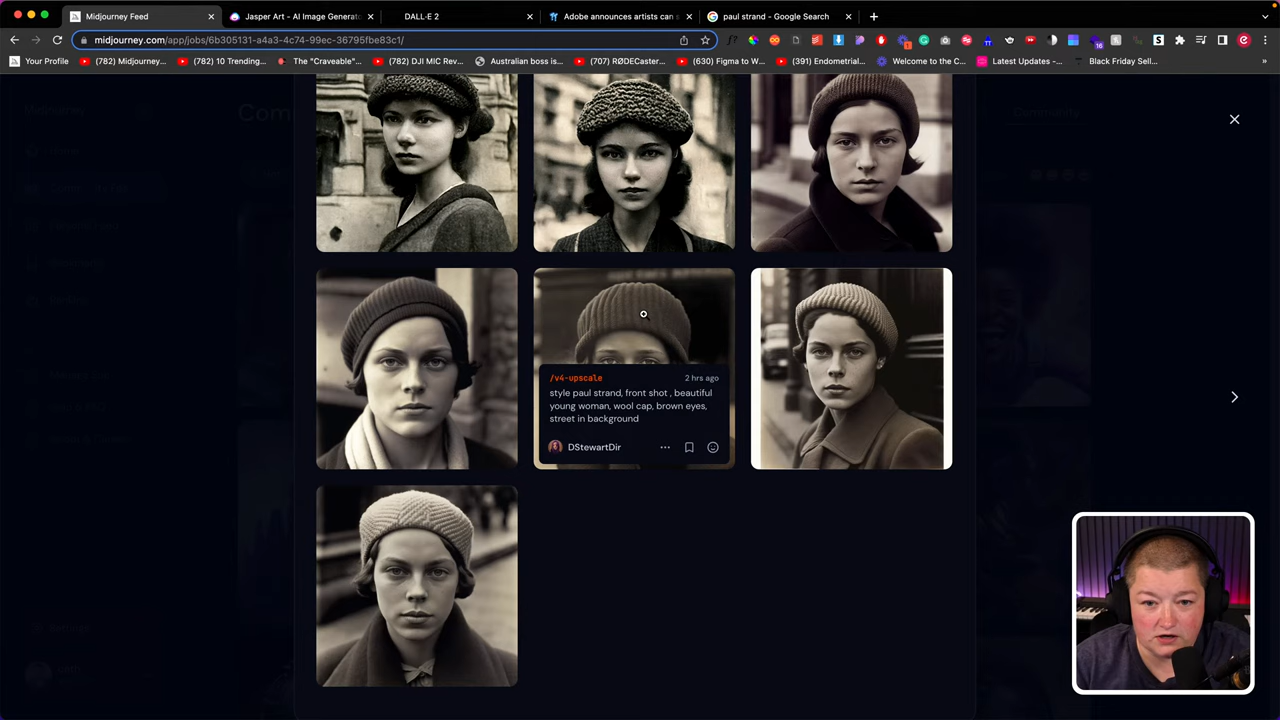 Midjourney Feed
Jasper Art - AI Image Generato
DALL·E 2
Adobe announces artists can s
paul strand - Google Search
midjourney.com/app/jobs/6b305131-a4a3-4c74-99ec-36795fbe83c1/
Your Profile
(782) Midjourney...
(782) 10 Trending...
The "Craveable"...
(782) DJI MIC Rev...
Australian boss is...
(707) RØDECaster...
(630) Figma to W...
(391) Endometrial...
Welcome to the C...
Latest Updates -...
Black Friday Sell...
»
Com
Community
/v4-upscale
2 hrs ago
style paul strand, front shot , beautiful
young woman, wool cap, brown eyes,
street in background
DStewartDir
Settings